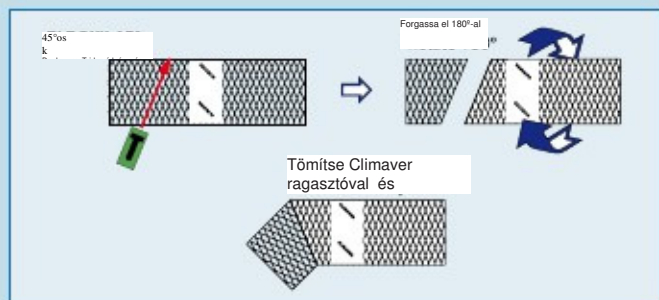 45°os
k
Forgassa el 180º-al
Tömítse Climaver
ragasztóval és